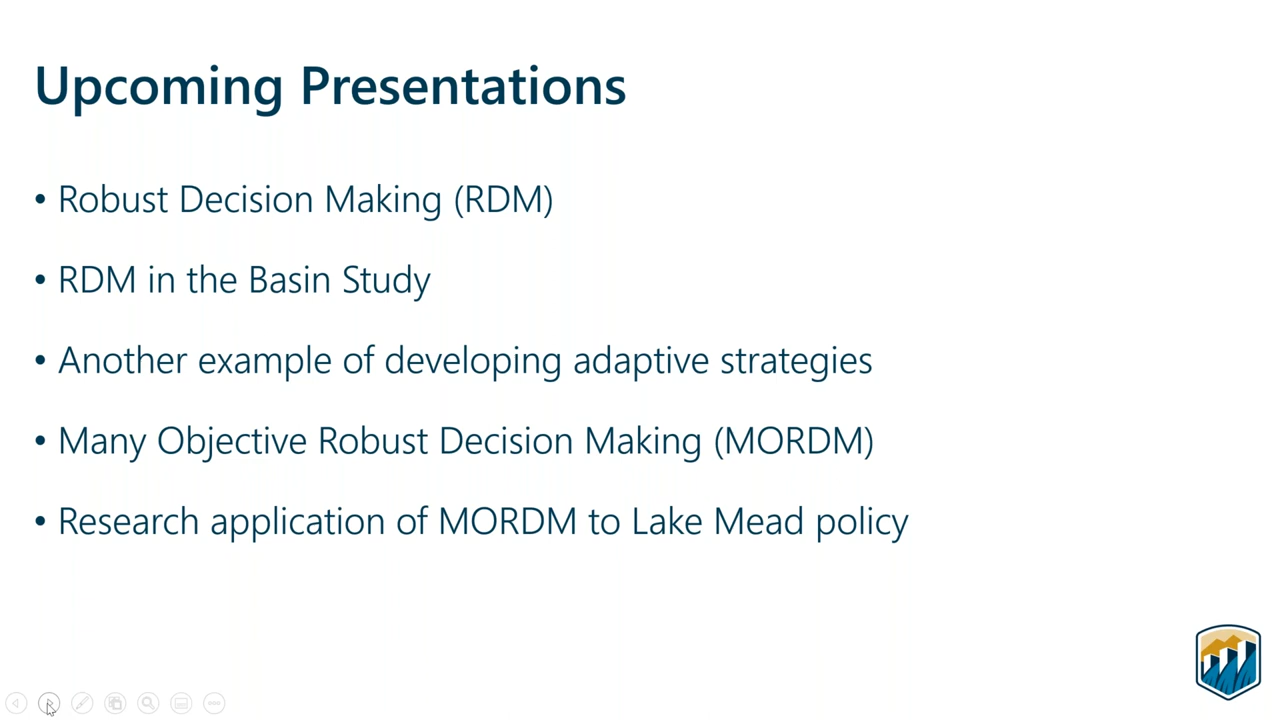 Upcoming Presentations
• Robust Decision Making (RDM)
• RDM in the Basin Study
• Another example of developing adaptive strategies
• Many Objective Robust Decision Making (MORDM)
• Research application of MORDM to Lake Mead policy